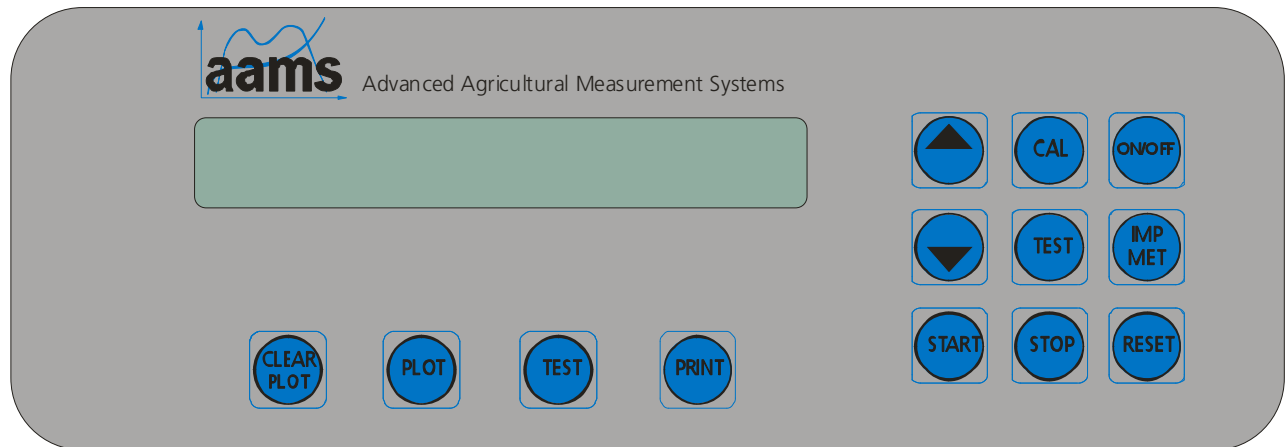 aams
Advanced Agricultural Measurement Systems
CAL
ON/OFF
TEST
IMP
MET
START
STOP
RESET
CLEAR
PLOT
PLOT
TEST
PRINT